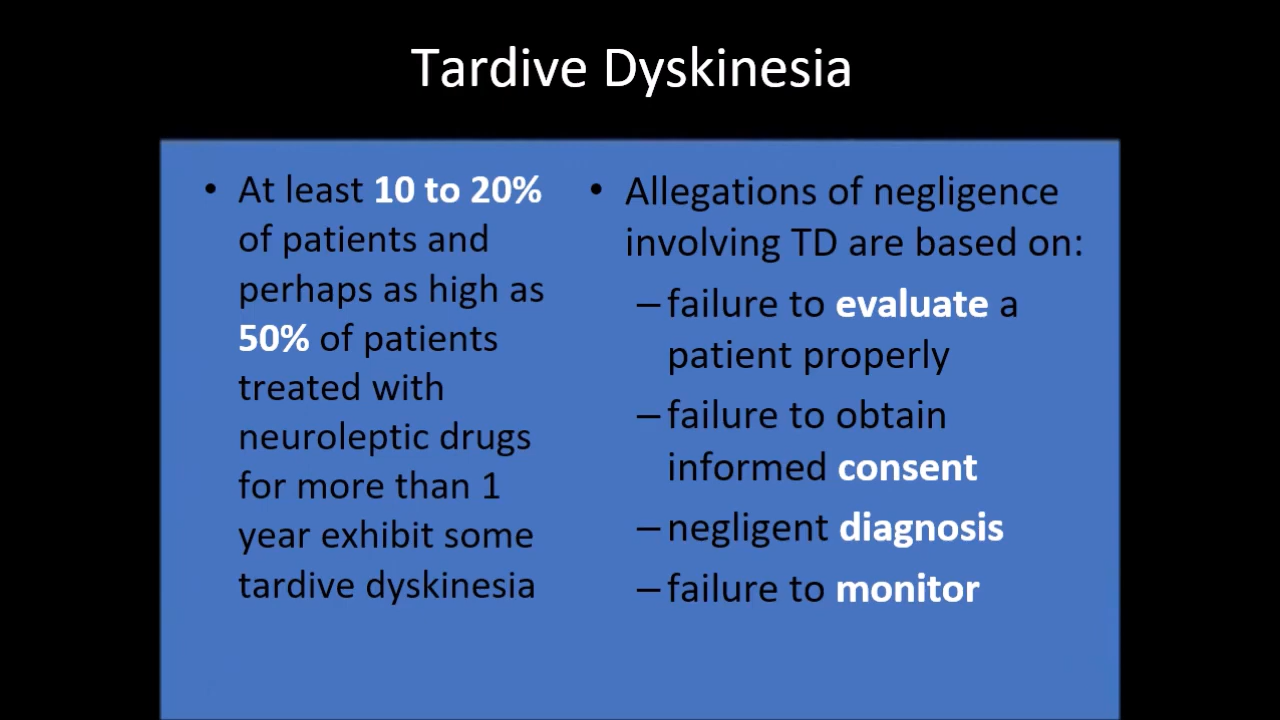 Tardive Dyskinesia
• At least 10 to 20%
of patients and
perhaps as high as
50% of patients
treated with
neuroleptic drugs
for more than 1
year exhibit some
tardive dyskinesia
• Allegations of negligence
involving TD are based on:
– failure to evaluate a
patient properly
– failure to obtain
informed consent
– negligent diagnosis
– failure to monitor